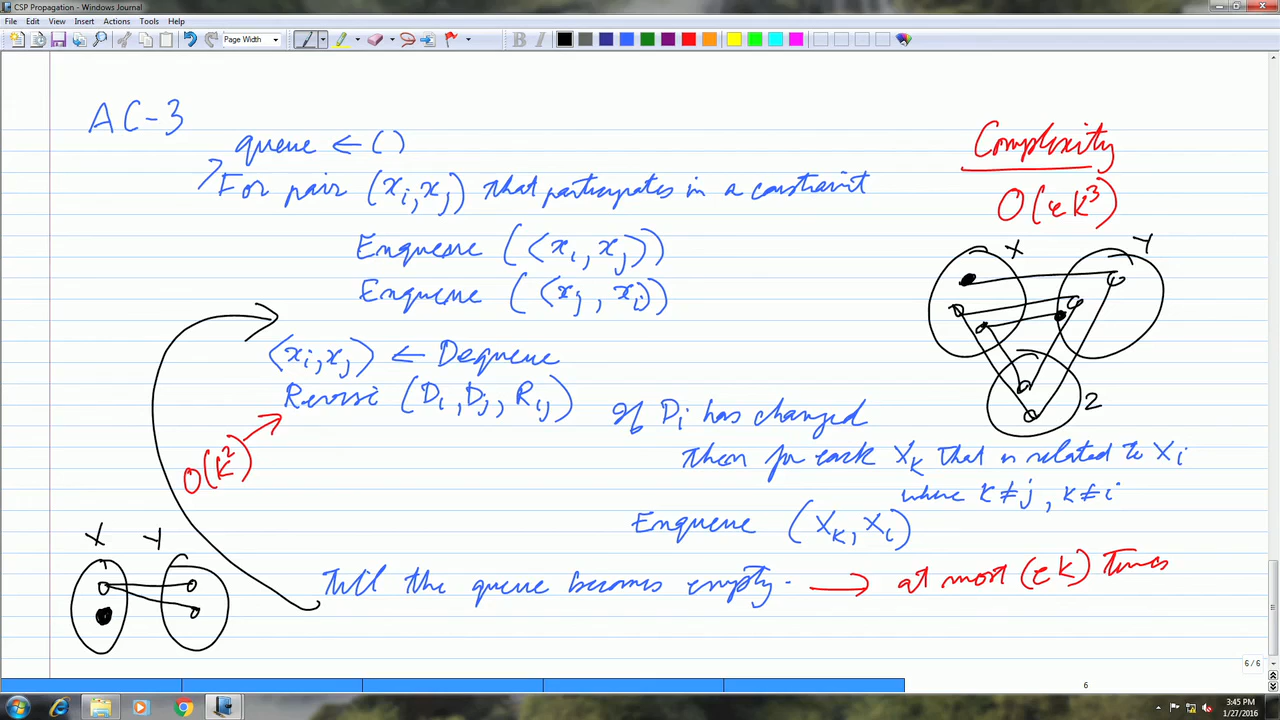 CSP Propagation - Windows Journal
File Edit View Insert Actions Tools Help
Page Width
B I
AC-3
queue ← ( )
For pair (xi, xj) that participates in a constraint
Enqueue (⟨xi, xj⟩)
Enqueue (⟨xj, xi⟩)
⟨xi, xj⟩ ← Dequeue
Revise (Di, Dj, Rij)
O(k²)
If Di has changed
then for each Xk that is related to Xi
where k ≠ j, k ≠ i
Enqueue (Xk, Xi)
Till the queue becomes empty. → at most (ek) times
X Y
Complexity
O(ek³)
X Y
Z
6/6
6
3:45 PM
1/27/2016